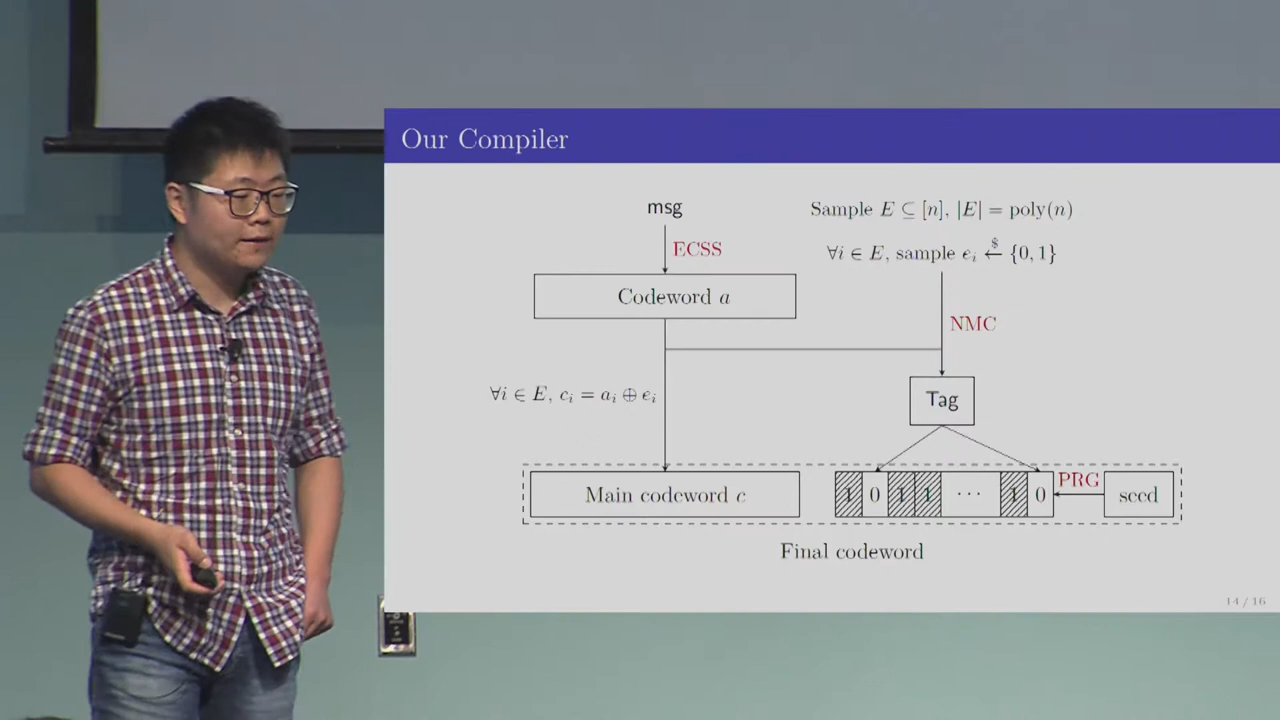 Our Compiler
msg
Sample E ⊆ [n], |E| = poly(n)
ECSS
∀i ∈ E, sample e_i ←$ {0, 1}
Codeword a
NMC
∀i ∈ E, c_i = a_i ⊕ e_i
Tag
Main codeword c
1 0 1 1 ··· 1 0
PRG
seed
Final codeword
14 / 16